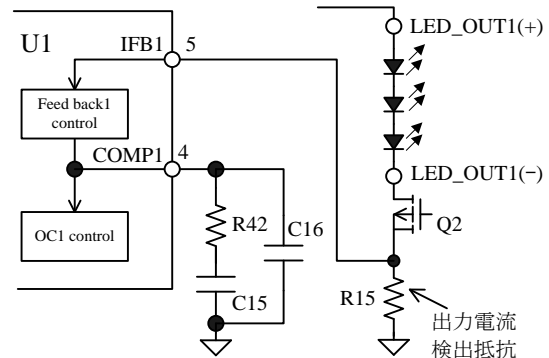 U1
IFB1
5
LED_OUT1(+)
Feed back1
control
COMP1
4
LED_OUT1(−)
OC1 control
R42
C16
Q2
C15
R15
出力電流
検出抵抗